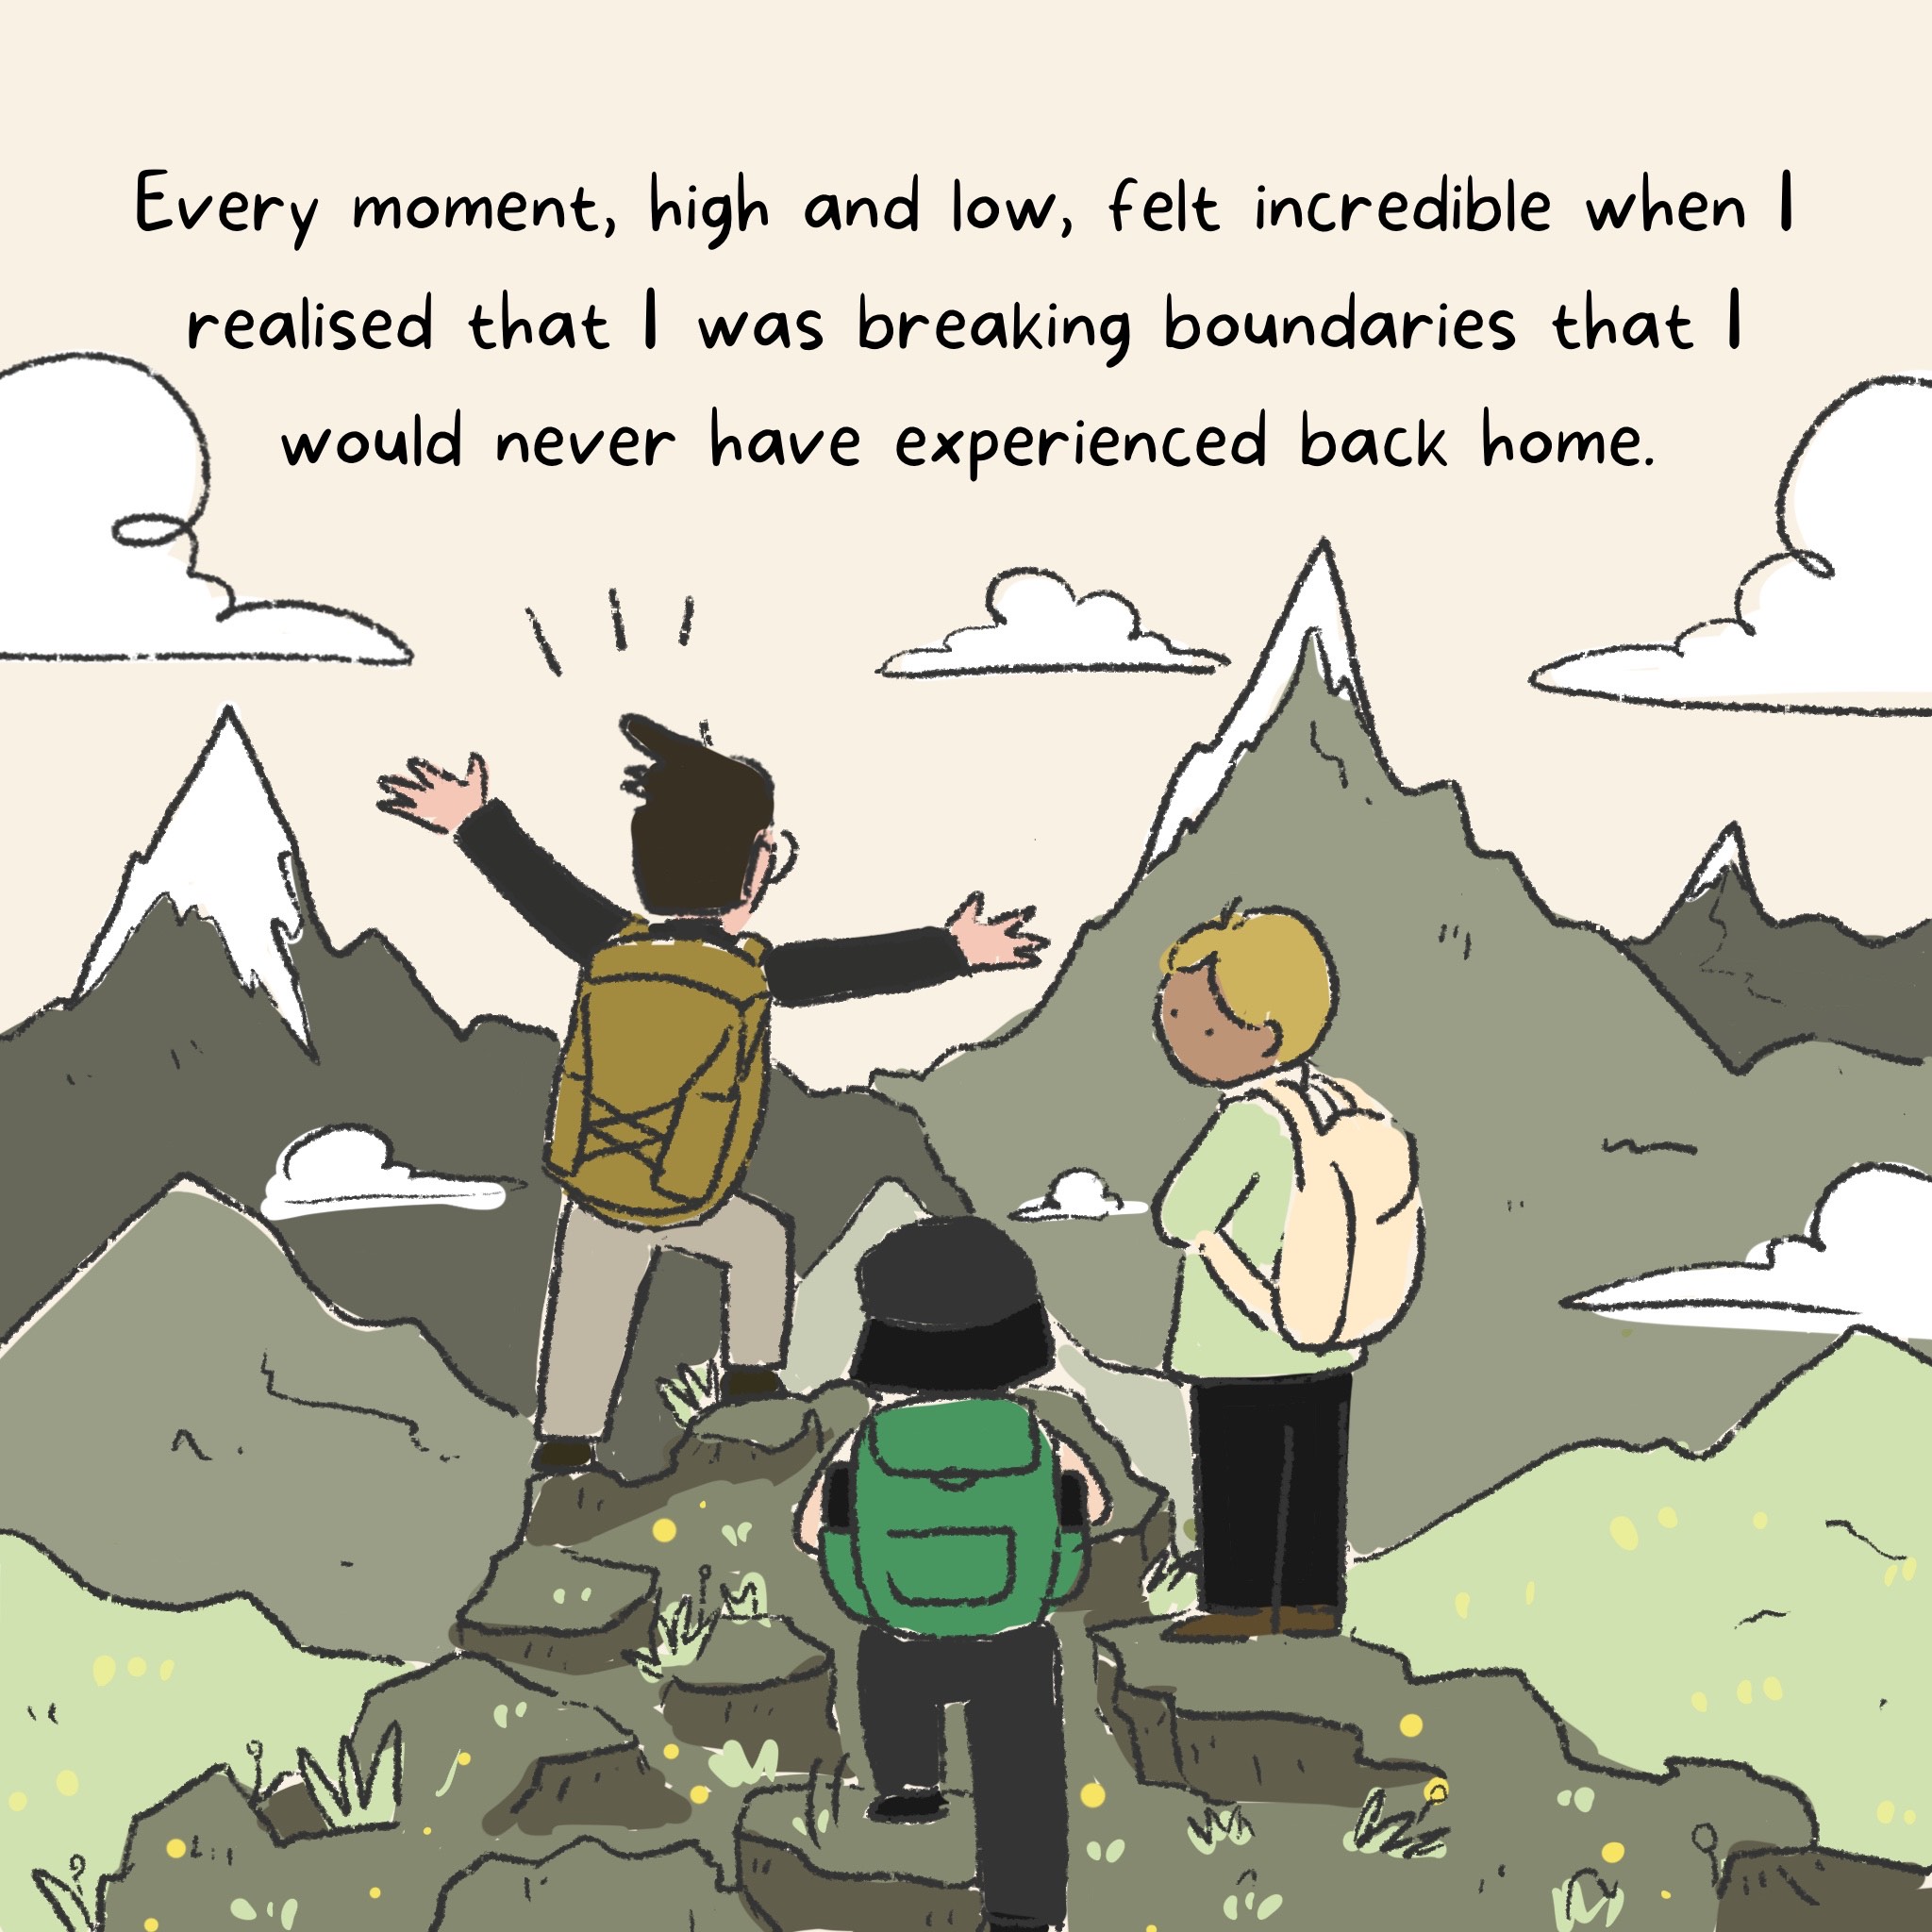 Every moment, high and low, felt incredible when I
realised that I was breaking boundaries that I
would never have experienced back home.